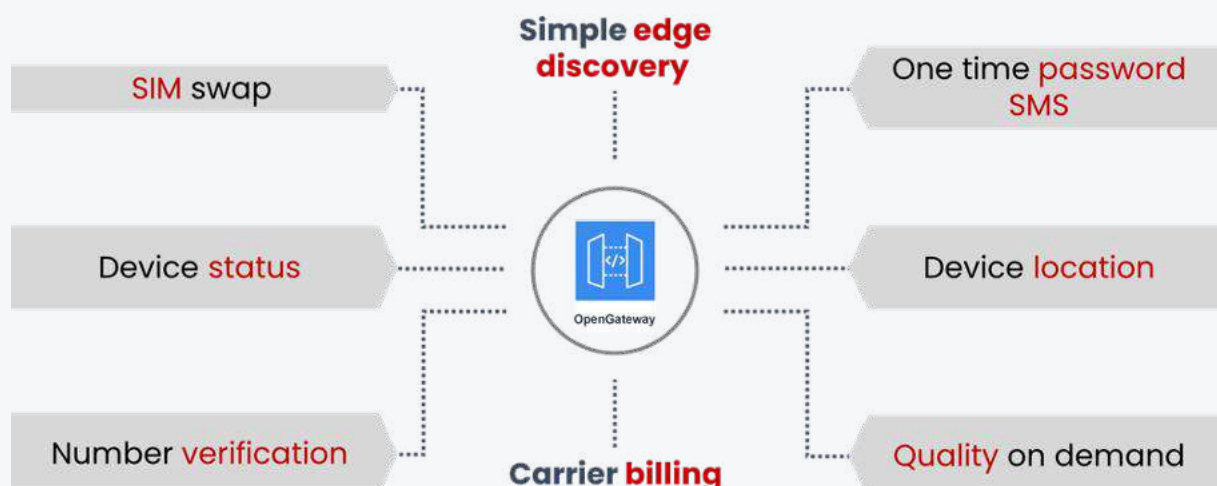 Simple edge
discovery
SIM swap
One time password
SMS
Device status
</>
OpenGateway
Device location
Number verification
Carrier billing
Quality on demand